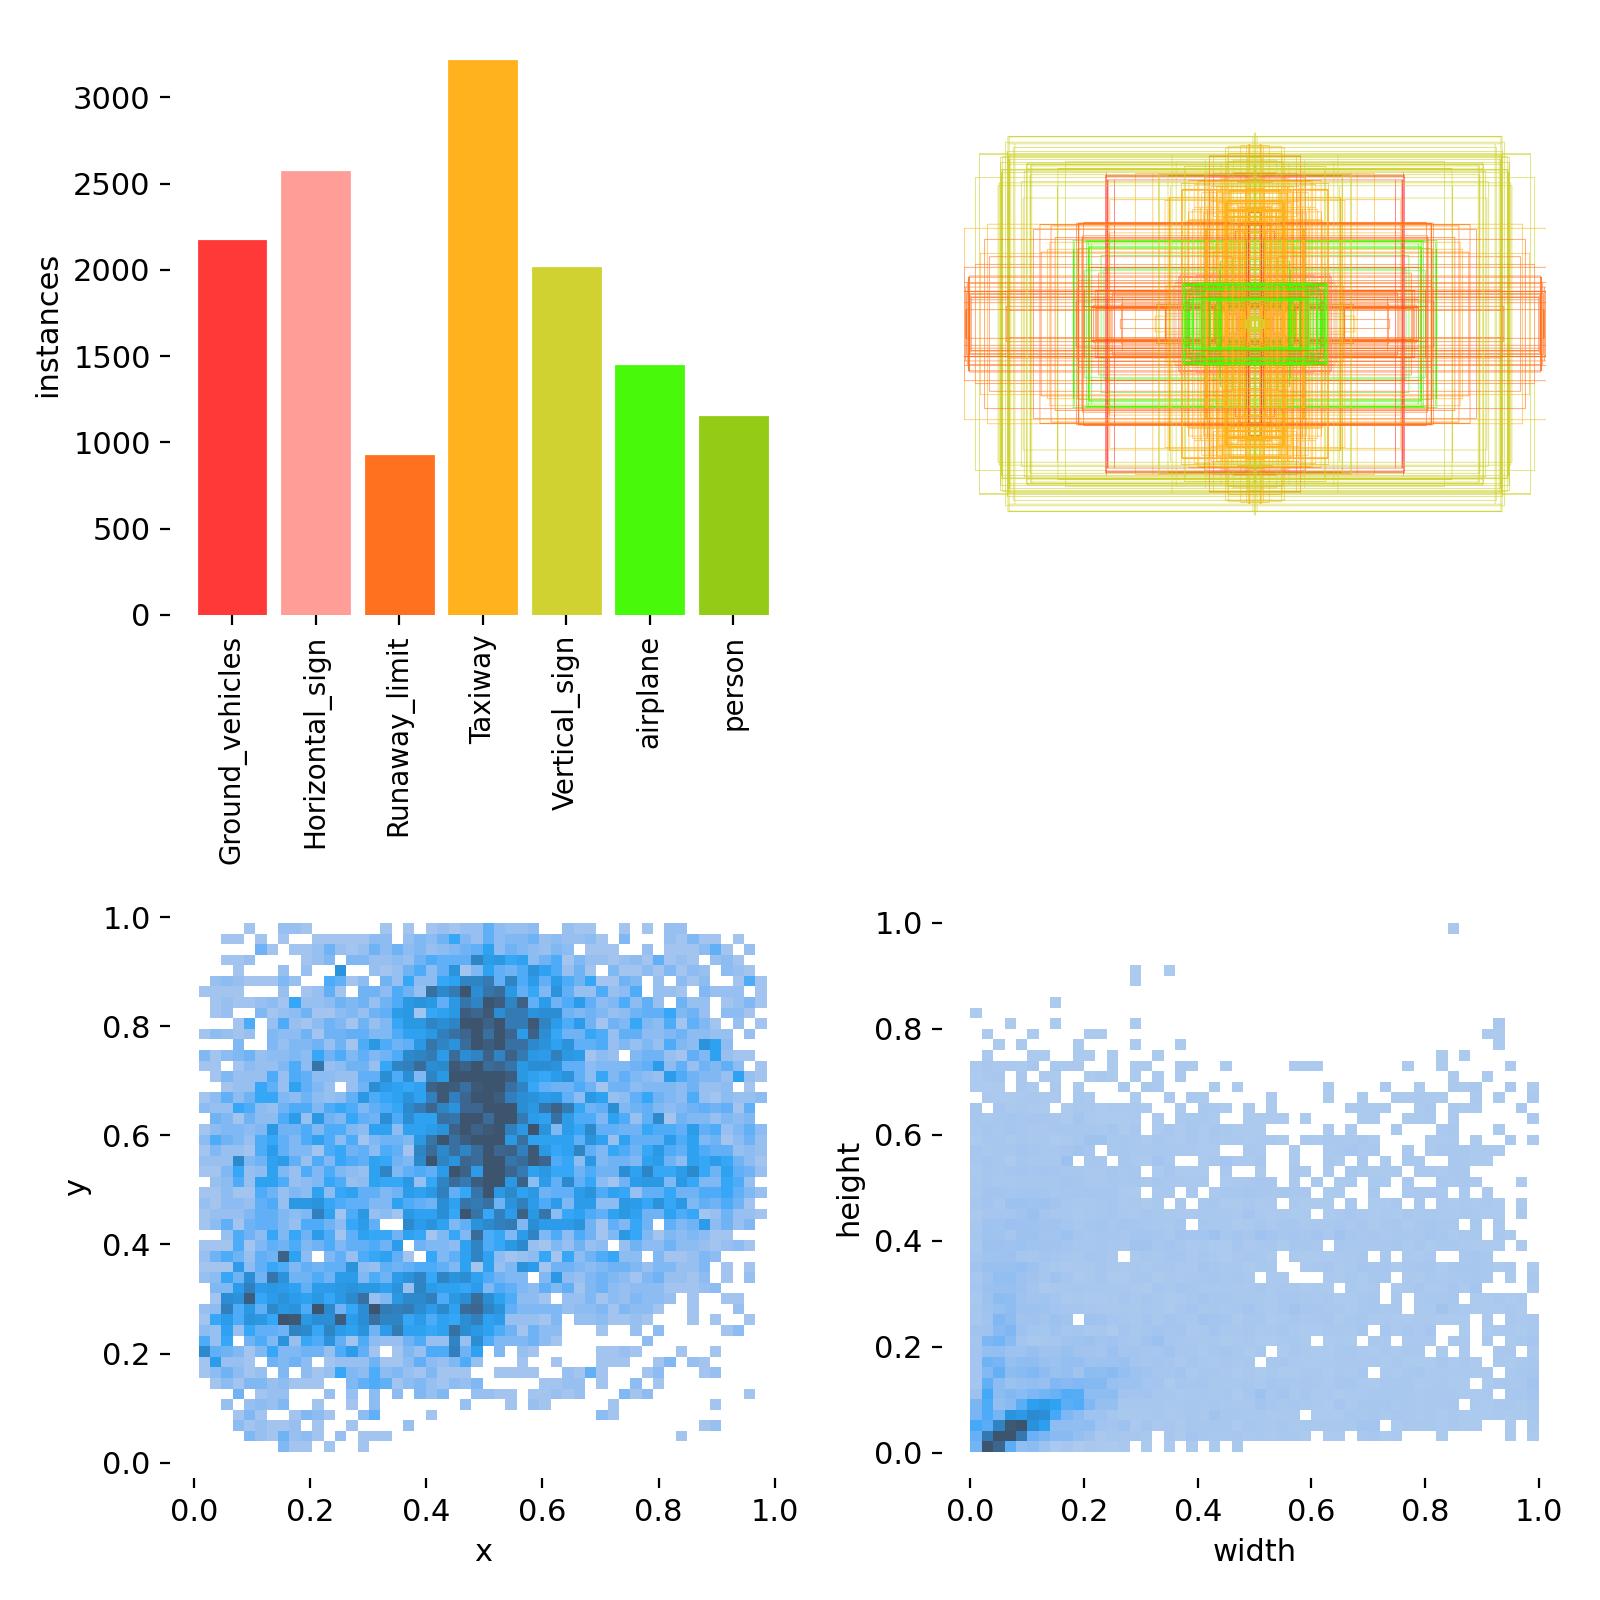 3000
2500
2000
1500
1000
500
0
instances
Ground_vehicles
Horizontal_sign
Runaway_limit
Taxiway
Vertical_sign
airplane
person
1.0
0.8
0.6
0.4
0.2
0.0
y
0.0 0.2 0.4 0.6 0.8 1.0
x
1.0
0.8
0.6
0.4
0.2
0.0
height
0.0 0.2 0.4 0.6 0.8 1.0
width